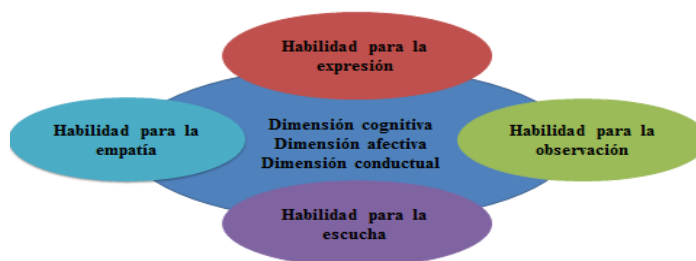 Habilidad para la
expresión
Habilidad para la
empatía
Dimensión cognitiva
Dimensión afectiva
Dimensión conductual
Habilidad para la
observación
Habilidad para la
escucha